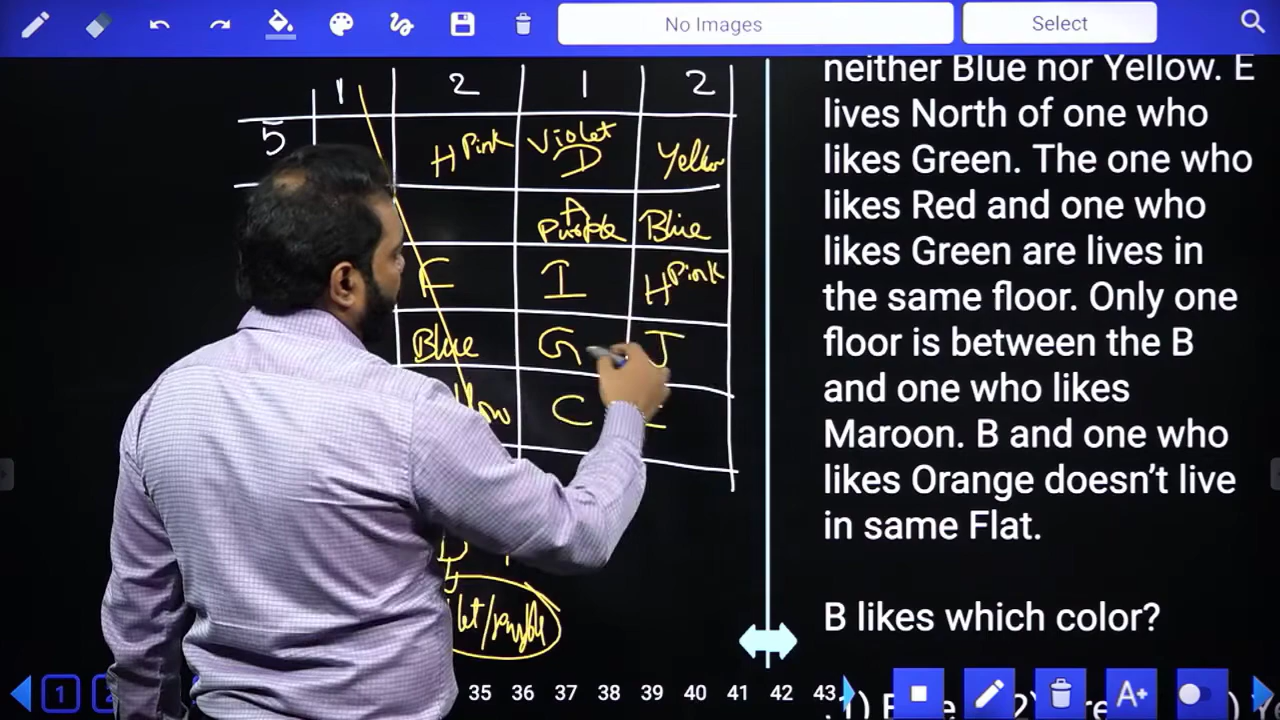 No Images
Select
1 2 1 2
5 H Pink Violet D Yellow
A Purple Blue
F I H Pink
Blue G J
C
neither Blue nor Yellow. E
lives North of one who
likes Green. The one who
likes Red and one who
likes Green are lives in
the same floor. Only one
floor is between the B
and one who likes
Maroon. B and one who
likes Orange doesn’t live
in same Flat.
B likes which color?
1 35 36 37 38 39 40 41 42 43
A+